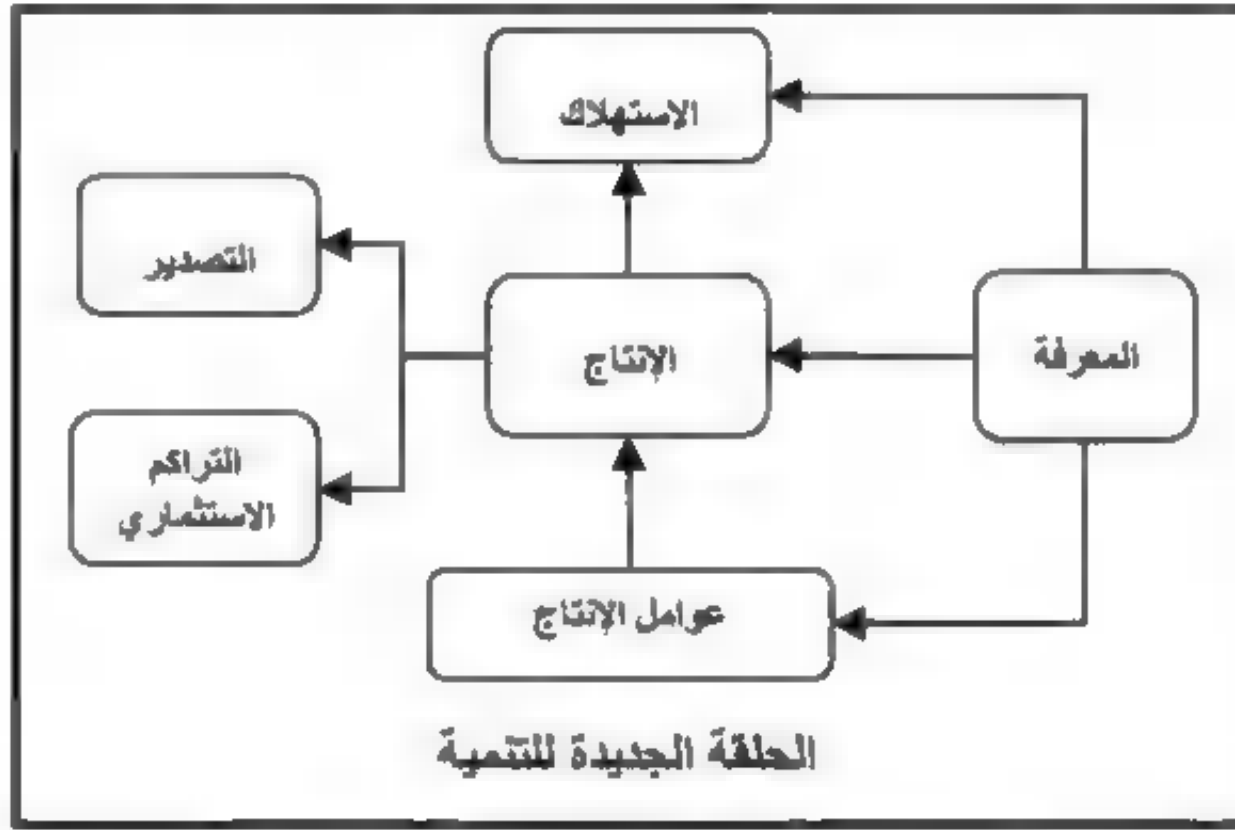 الاستهلاك
التصدير
الإنتاج
المعرفة
التراكم
الاستثماري
عوامل الإنتاج
الحلقة الجديدة للتنمية